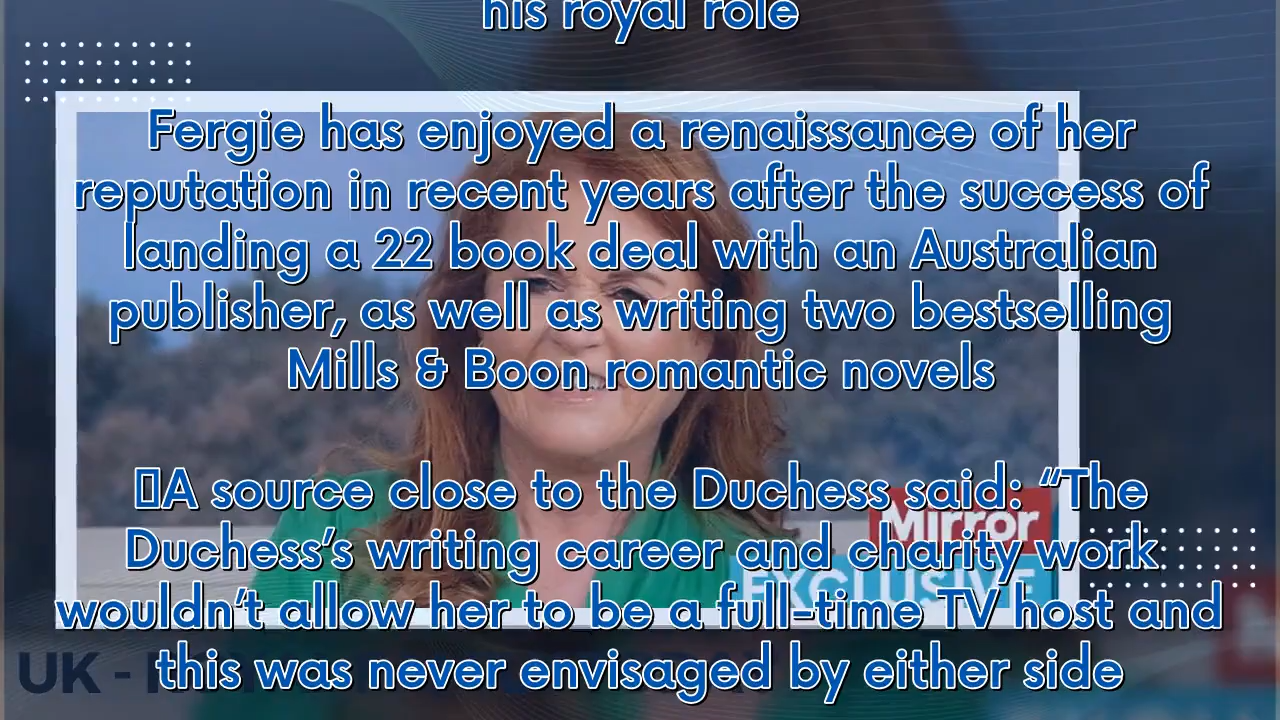 his royal role
Fergie has enjoyed a renaissance of her
reputation in recent years after the success of
landing a 22 book deal with an Australian
publisher, as well as writing two bestselling
Mills & Boon romantic novels
A source close to the Duchess said: “The
Duchess’s writing career and charity work
wouldn’t allow her to be a full-time TV host and
this was never envisaged by either side
Mirror
EXCLUSIVE
UK -